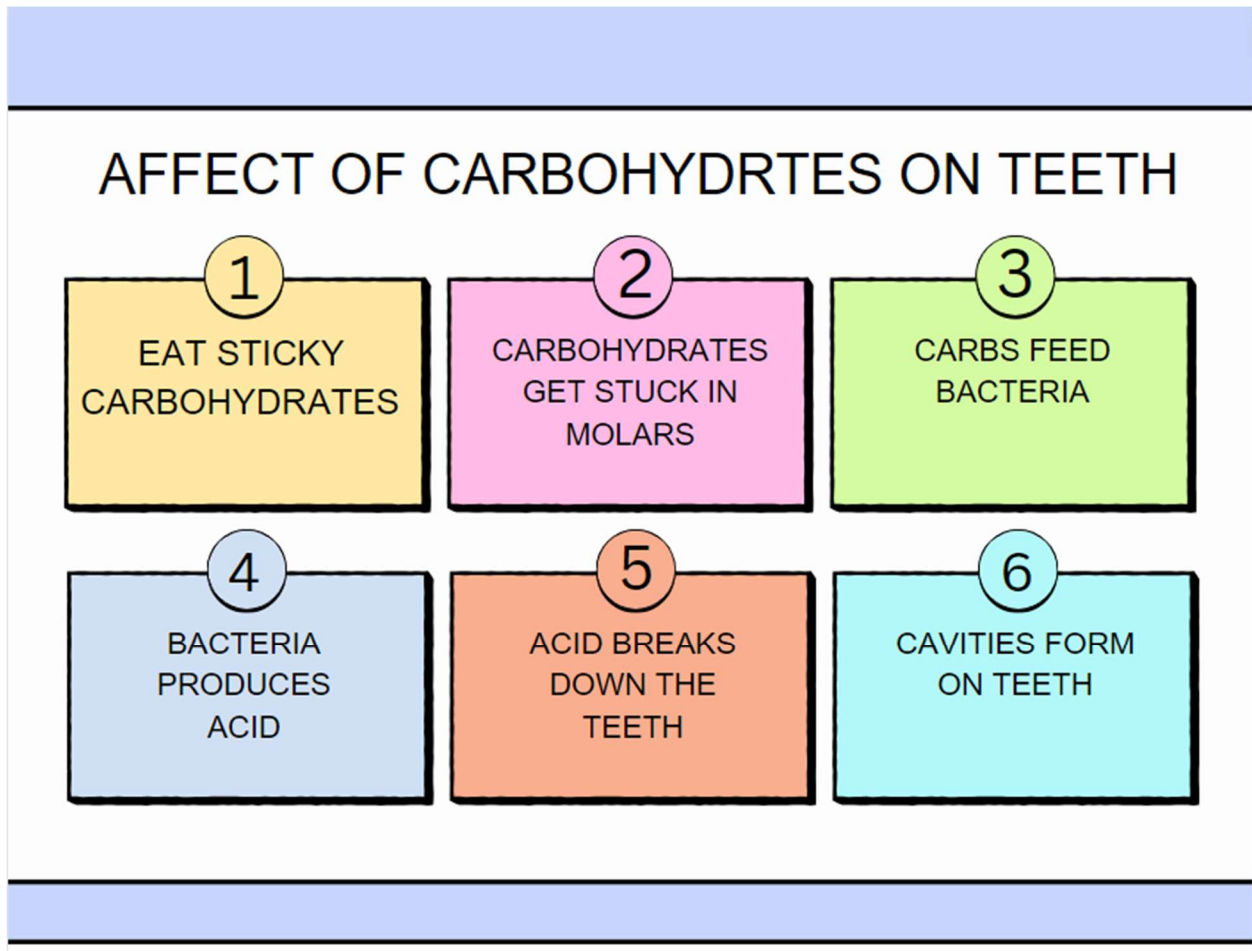 AFFECT OF CARBOHYDRTES ON TEETH
1
EAT STICKY
CARBOHYDRATES
2
CARBOHYDRATES
GET STUCK IN
MOLARS
3
CARBS FEED
BACTERIA
4
BACTERIA
PRODUCES
ACID
5
ACID BREAKS
DOWN THE
TEETH
6
CAVITIES FORM
ON TEETH